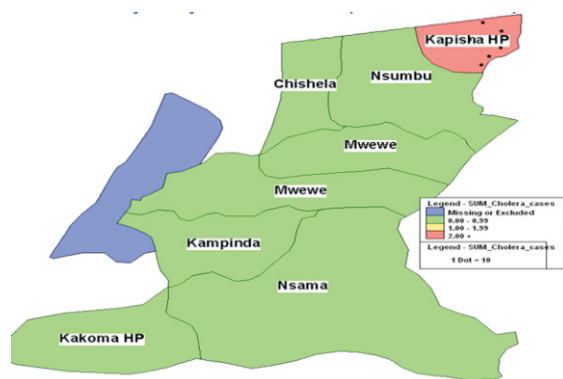 Kapisha HP
Nsumbu
Chishela
Mwewe
Mwewe
Kampinda
Nsama
Kakoma HP
Legend - SUM_Cholera_cases
Missing or Excluded
0.00 - 0.99
1.00 - 1.99
2.00 +
Legend - SUM_Cholera_cases
1 Dot = 10